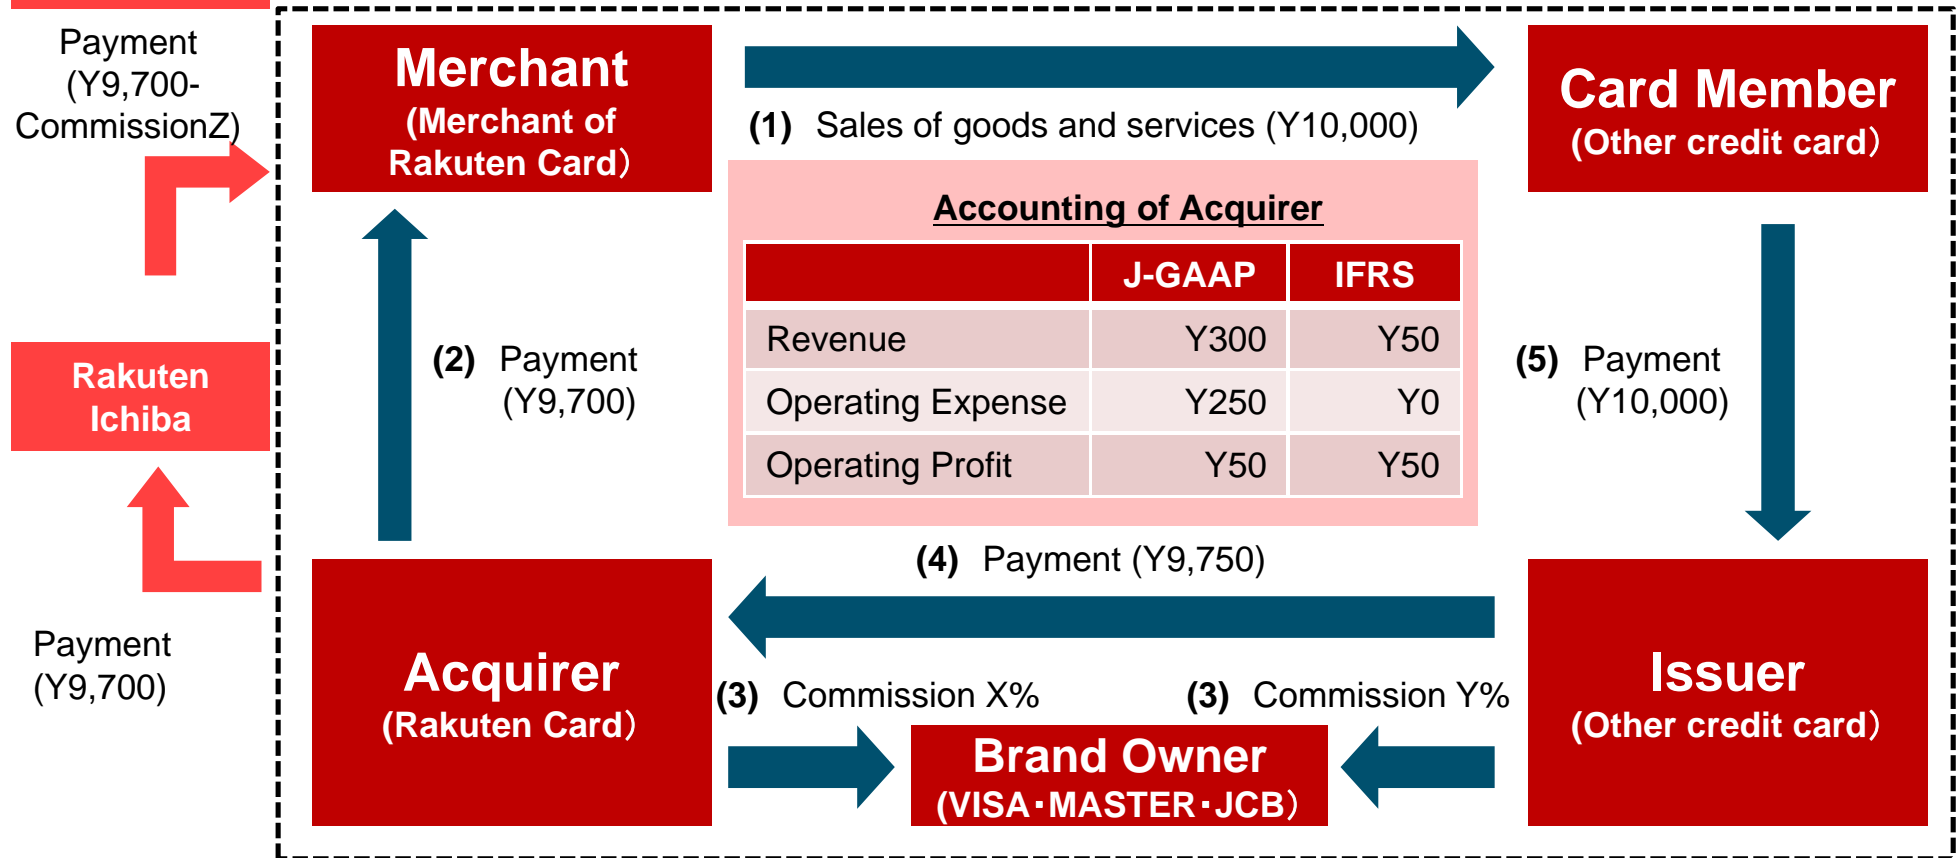 Payment
(Y9,700-
CommissionZ)
Merchant
(Merchant of
Rakuten Card）
(1) Sales of goods and services (Y10,000)
Card Member
(Other credit card）
Accounting of Acquirer
J-GAAP IFRS
Revenue Y300 Y50
Operating Expense Y250 Y0
Operating Profit Y50 Y50
(2) Payment
(Y9,700)
(5) Payment
(Y10,000)
Rakuten
Ichiba
Payment
(Y9,700)
(4) Payment (Y9,750)
Acquirer
(Rakuten Card）
(3) Commission X%
(3) Commission Y%
Issuer
(Other credit card）
Brand Owner
(VISA・MASTER・JCB）